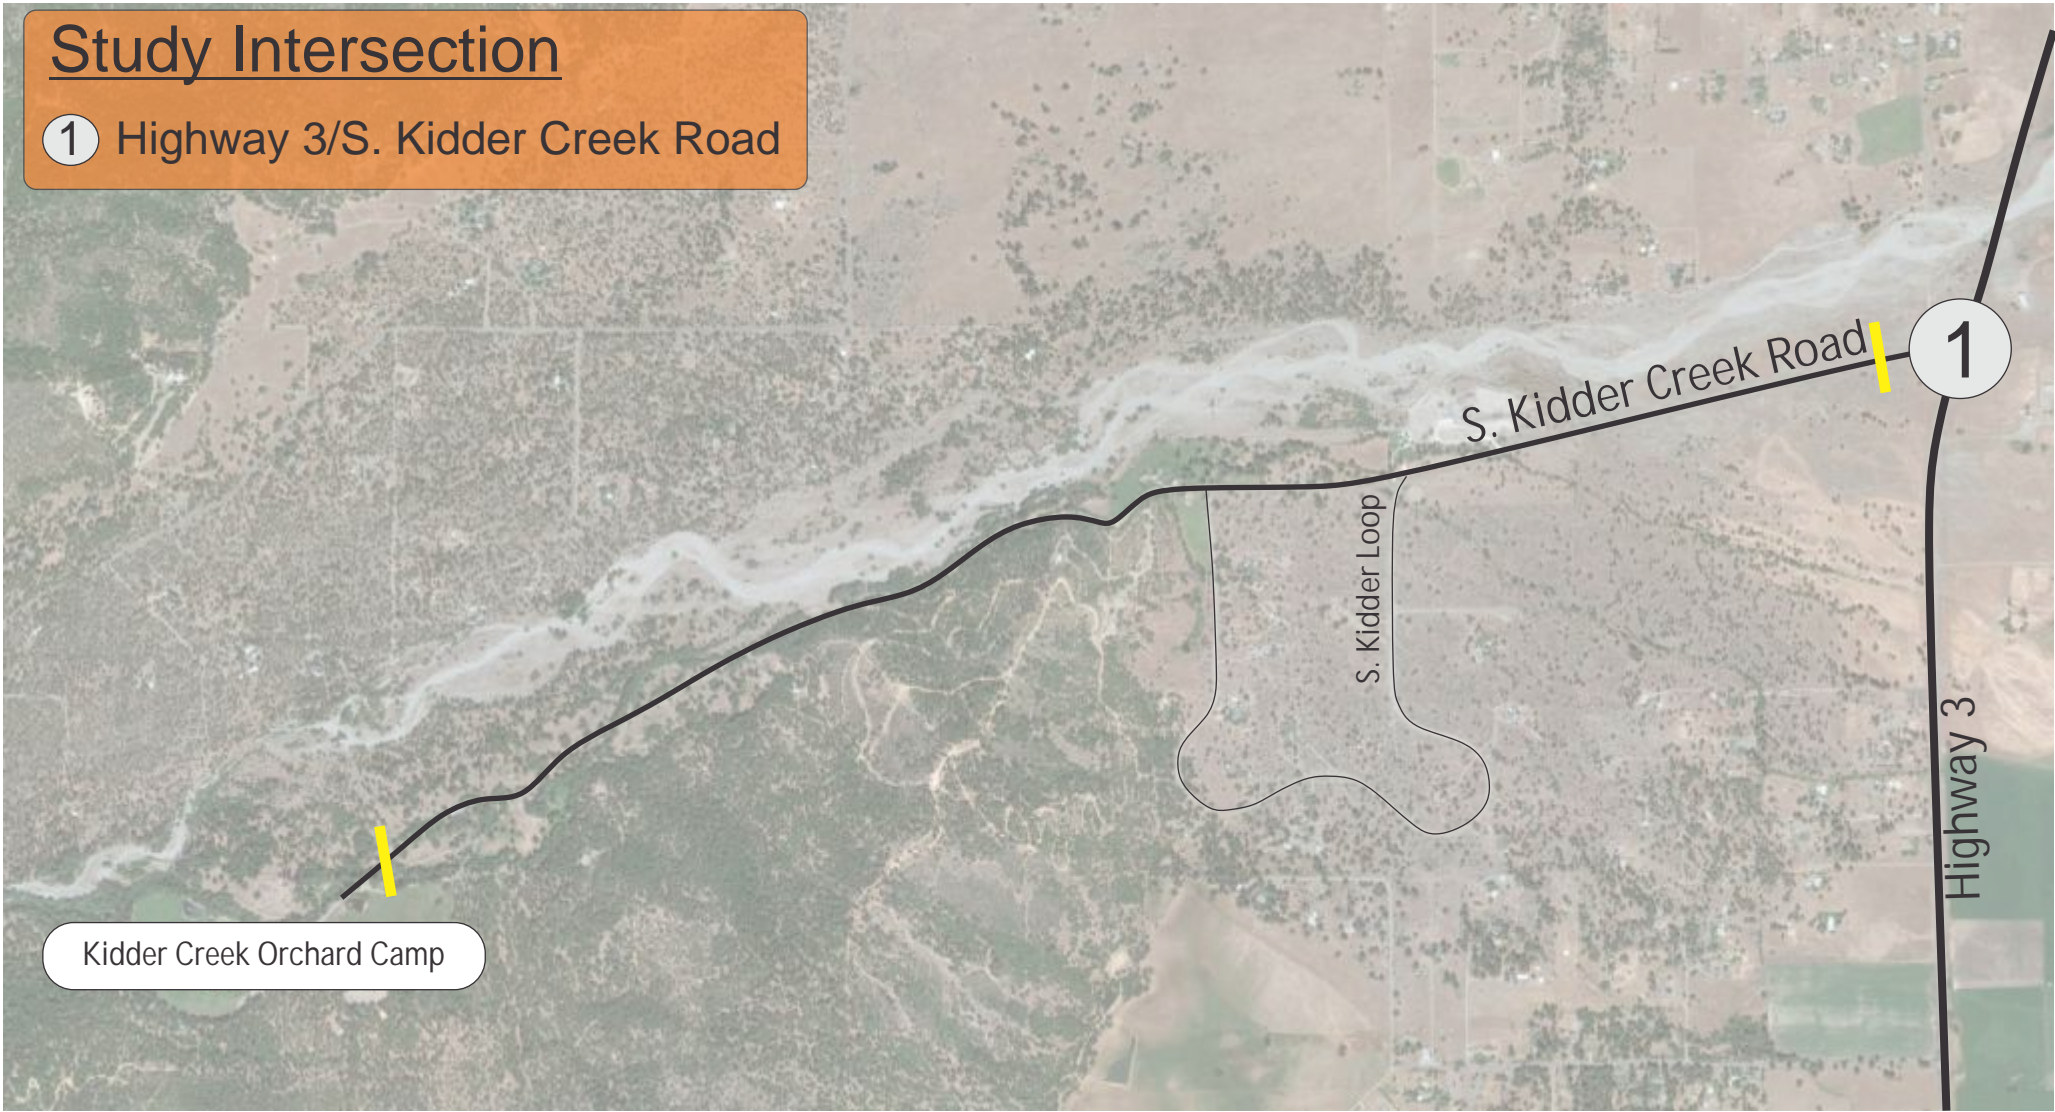 Study Intersection
1 Highway 3/S. Kidder Creek Road
S. Kidder Creek Road
1
S. Kidder Loop
Highway 3
Kidder Creek Orchard Camp